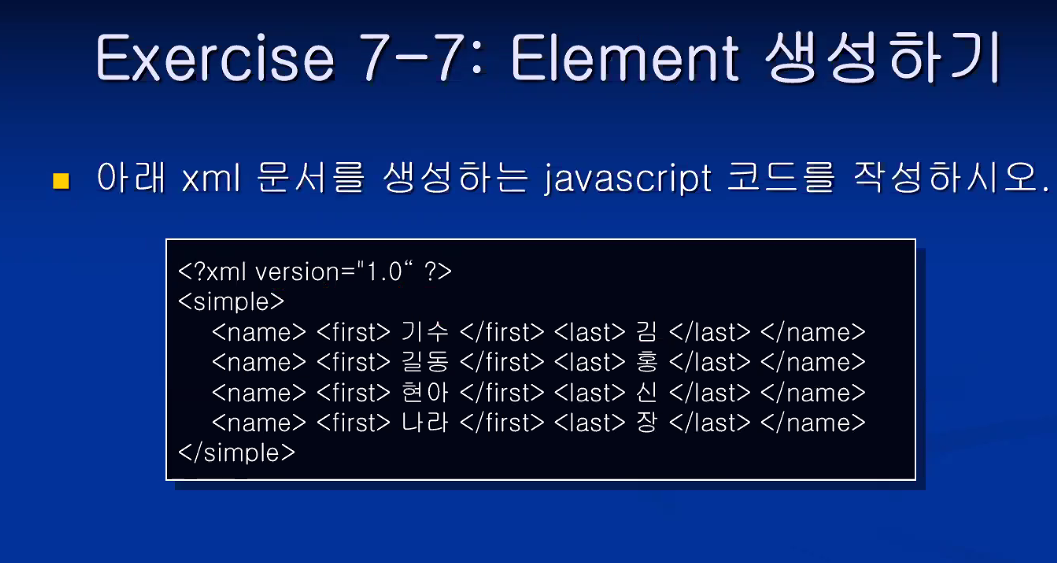 Exercise 7-7: Element 생성하기
아래 xml 문서를 생성하는 javascript 코드를 작성하시오.
<?xml version="1.0“ ?>
<simple>
<name> <first> 기수 </first> <last> 김 </last> </name>
<name> <first> 길동 </first> <last> 홍 </last> </name>
<name> <first> 현아 </first> <last> 신 </last> </name>
<name> <first> 나라 </first> <last> 장 </last> </name>
</simple>